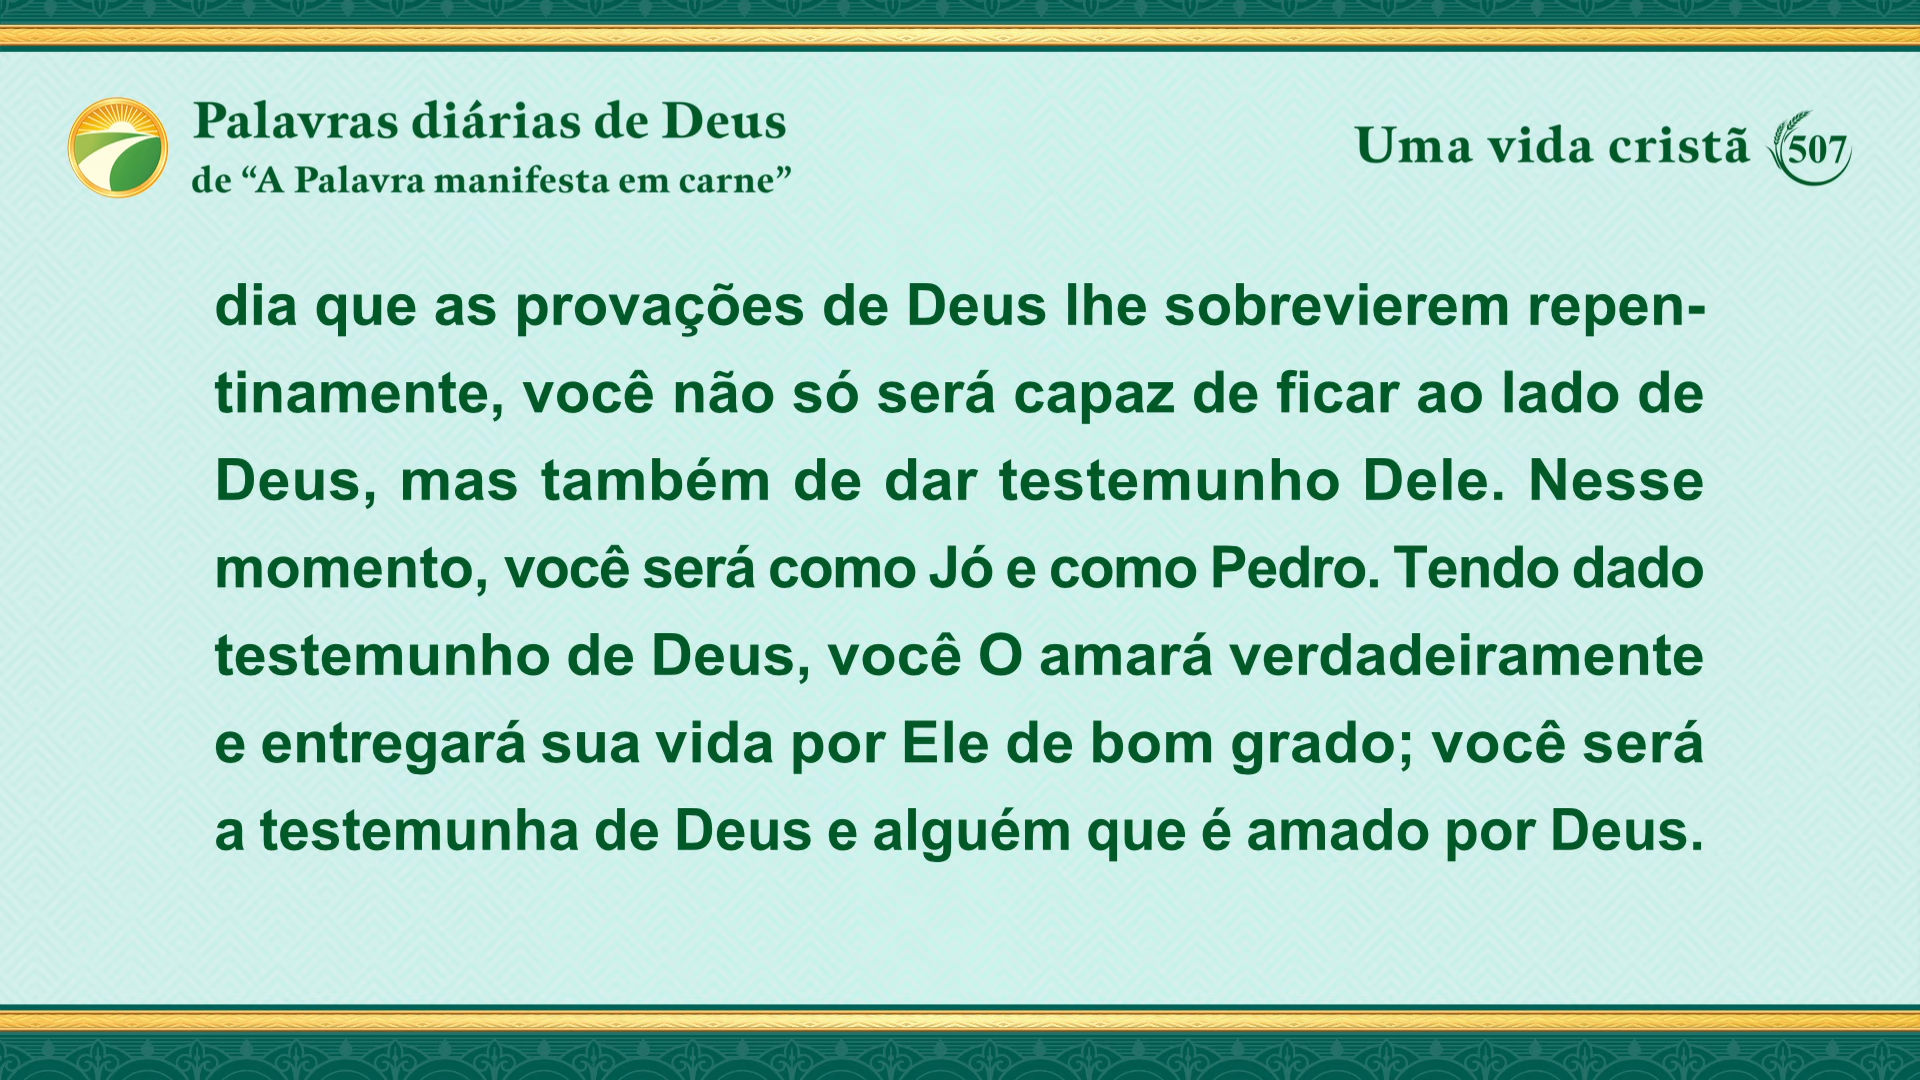 Palavras diárias de Deus
de “A Palavra manifesta em carne”
Uma vida cristã 507
dia que as provações de Deus lhe sobrevierem repen-
tinamente, você não só será capaz de ficar ao lado de
Deus, mas também de dar testemunho Dele. Nesse
momento, você será como Jó e como Pedro. Tendo dado
testemunho de Deus, você O amará verdadeiramente
e entregará sua vida por Ele de bom grado; você será
a testemunha de Deus e alguém que é amado por Deus.